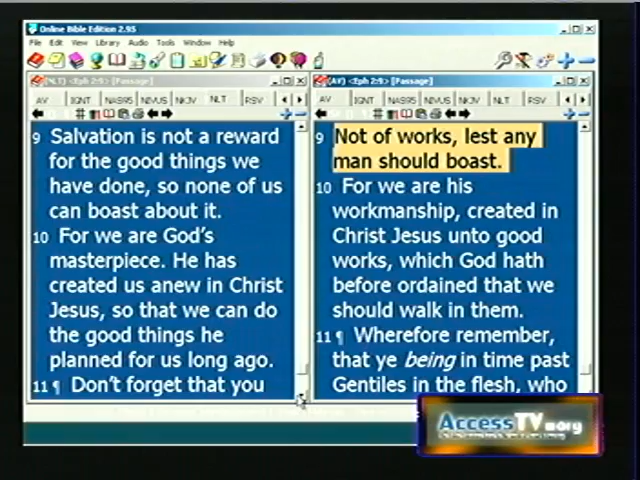 Online Bible Edition 2.95
File Edit View Library Audio Tools Window Help
(NLT) <Eph 2:9> [Passage]
AV IGNT NAS95 NIVUS NKJV NLT RSV
9 Salvation is not a reward
for the good things we
have done, so none of us
can boast about it.
10 For we are God's
masterpiece. He has
created us anew in Christ
Jesus, so that we can do
the good things he
planned for us long ago.
11 ¶ Don't forget that you
(AV) <Eph 2:9> [Passage]
AV IGNT NAS95 NIVUS NKJV NLT RSV
9 Not of works, lest any
man should boast.
10 For we are his
workmanship, created in
Christ Jesus unto good
works, which God hath
before ordained that we
should walk in them.
11 ¶ Wherefore remember,
that ye being in time past
Gentiles in the flesh, who
AccessTV.org